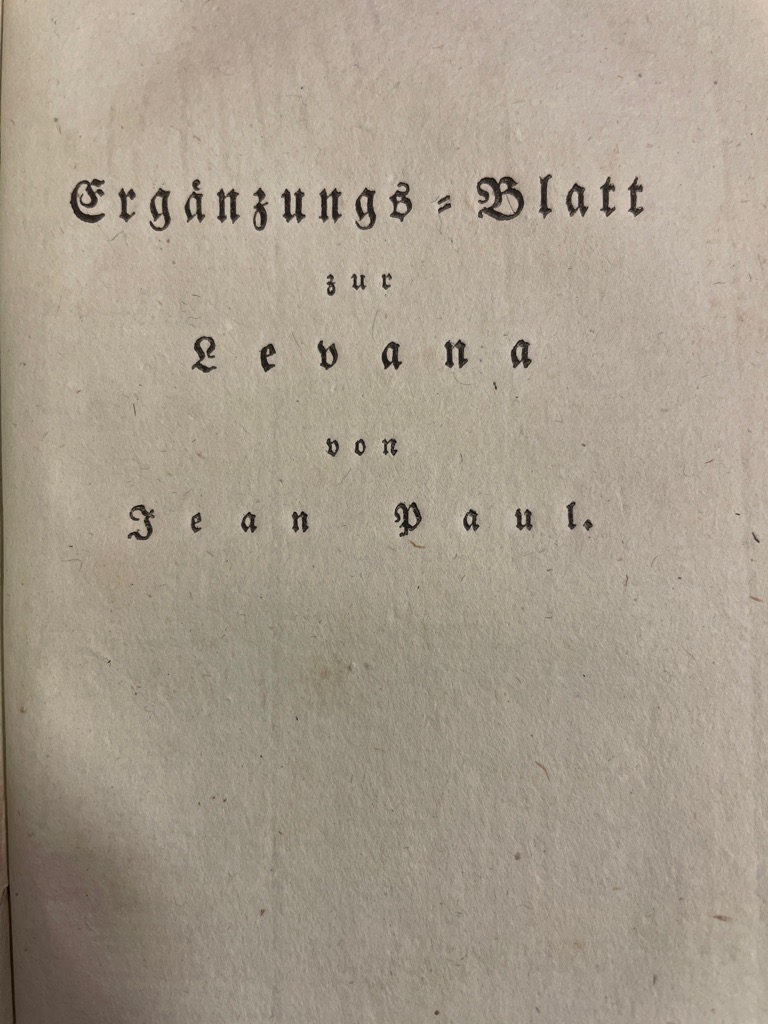 Ergänzungs-Blatt
zur
Levana
von
Jean Paul.